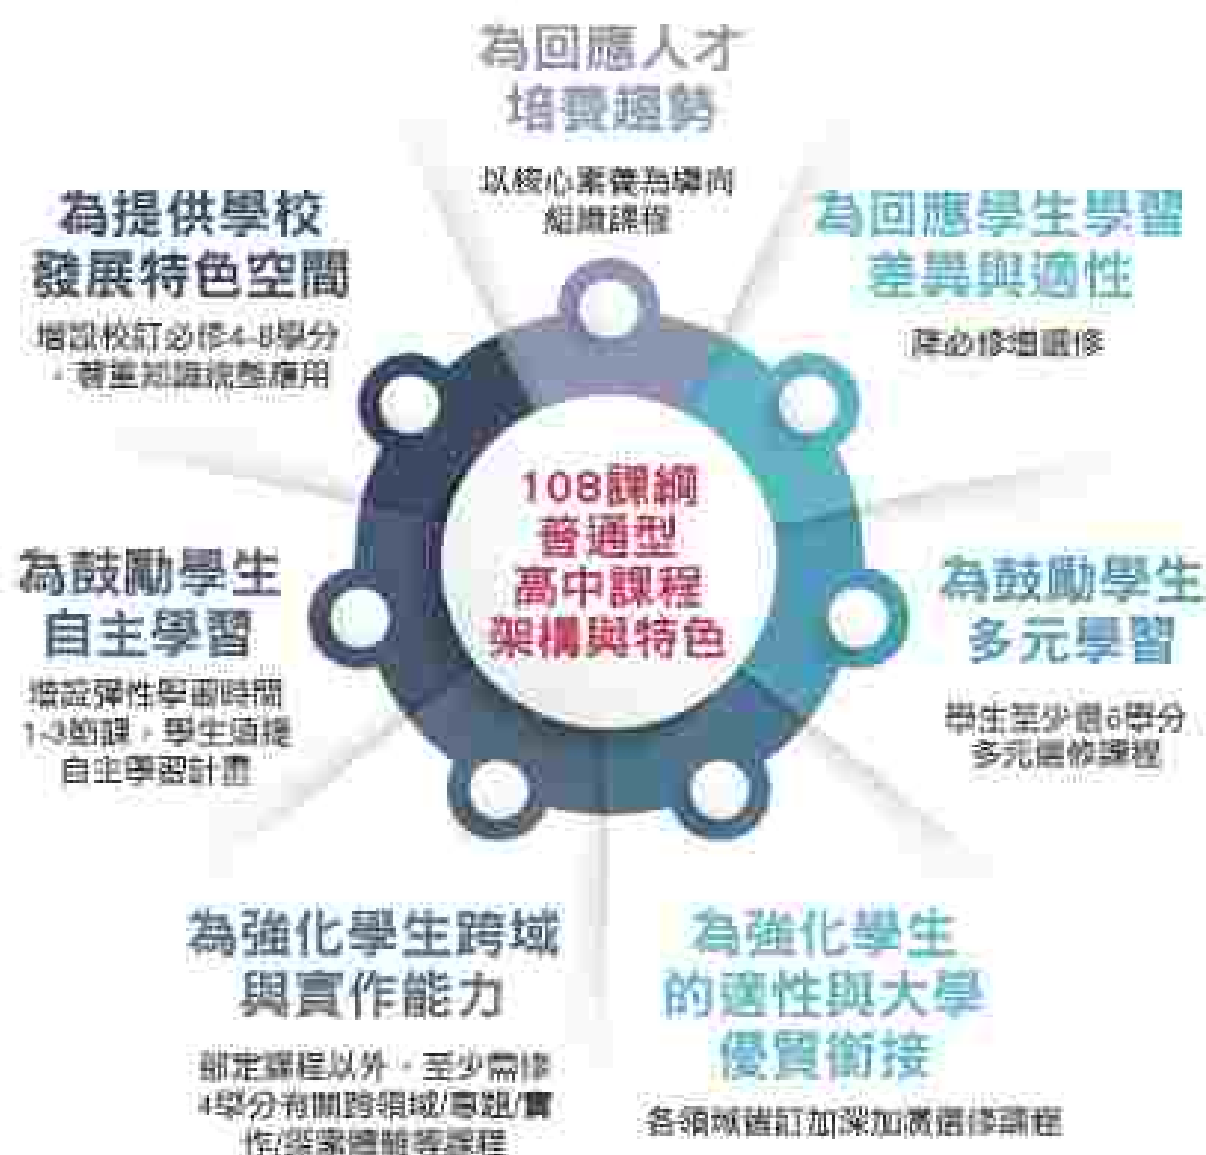 為回應人才
培養趨勢
以核心素養為導向
組織課程
為回應學生學習
差異與適性
降必修增選修
為鼓勵學生
多元學習
學生至少選6學分
多元選修課程
為強化學生
的適性與大學
優質銜接
各領域備訂加深加廣選修課程
為強化學生跨域
與實作能力
部定課程以外,至少需修
4學分有關跨領域/專題/實
作/探索體驗等課程
為鼓勵學生
自主學習
增設彈性學習時間
1-3節課,學生須提
自主學習計畫
為提供學校
發展特色空間
增設校訂必修4-8學分
,著重知識統整應用
108課綱
普通型
高中課程
架構與特色